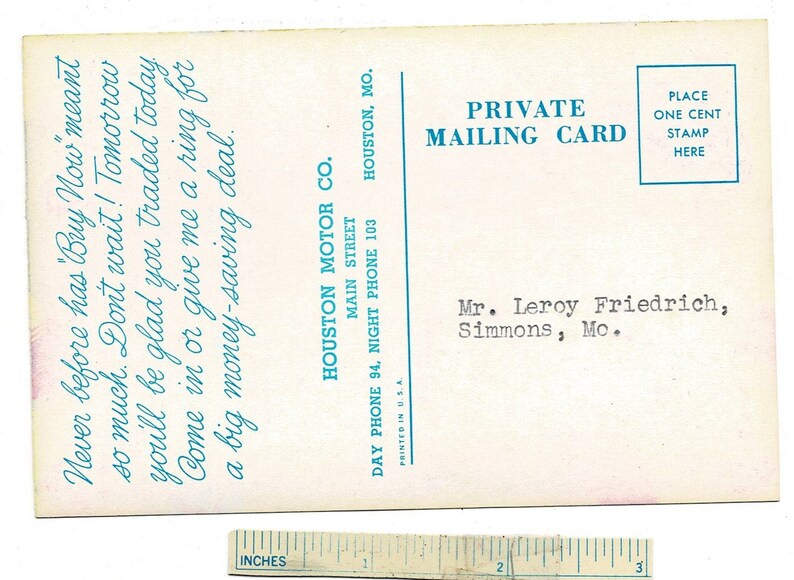 Never before has "Buy Now" meant
so much. Don't wait! Tomorrow
you'll be glad you traded today.
Come in or give me a ring for
a big money-saving deal.
HOUSTON MOTOR CO.
MAIN STREET
DAY PHONE 94, NIGHT PHONE 103 HOUSTON, MO.
PRINTED IN U.S.A.
PRIVATE
MAILING CARD
PLACE
ONE CENT
STAMP
HERE
Mr. Leroy Friedrich,
Simmons, Mo.
INCHES 1 2 3